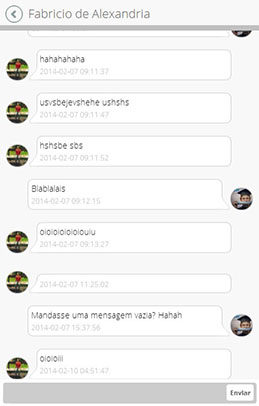 Fabricio de Alexandria
hahahahaha
2014-02-07 09:11:37
usvsbejevshehe ushshs
2014-02-07 09:11:47
hshsbe sbs
2014-02-07 09:11:52
Blablalais
2014-02-07 09:12:15
oioioioioioiuiu
2014-02-07 09:13:27
2014-02-07 11:25:02
Mandasse uma mensagem vazia? Hahah
2014-02-07 15:37:56
oioioiii
2014-02-10 04:51:47
Enviar